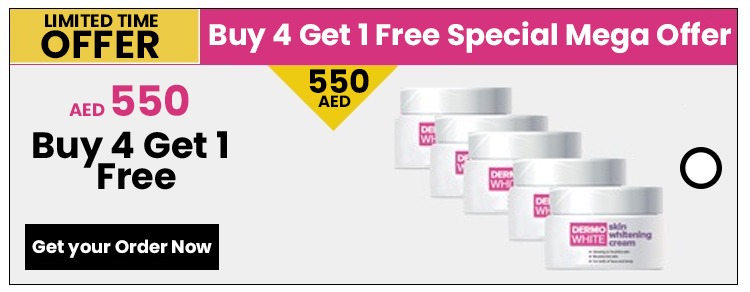 LIMITED TIME
OFFER
Buy 4 Get 1 Free Special Mega Offer
550
AED
AED 550
Buy 4 Get 1
Free
Get your Order Now
DERMO
WHITE
skin
whitening
cream